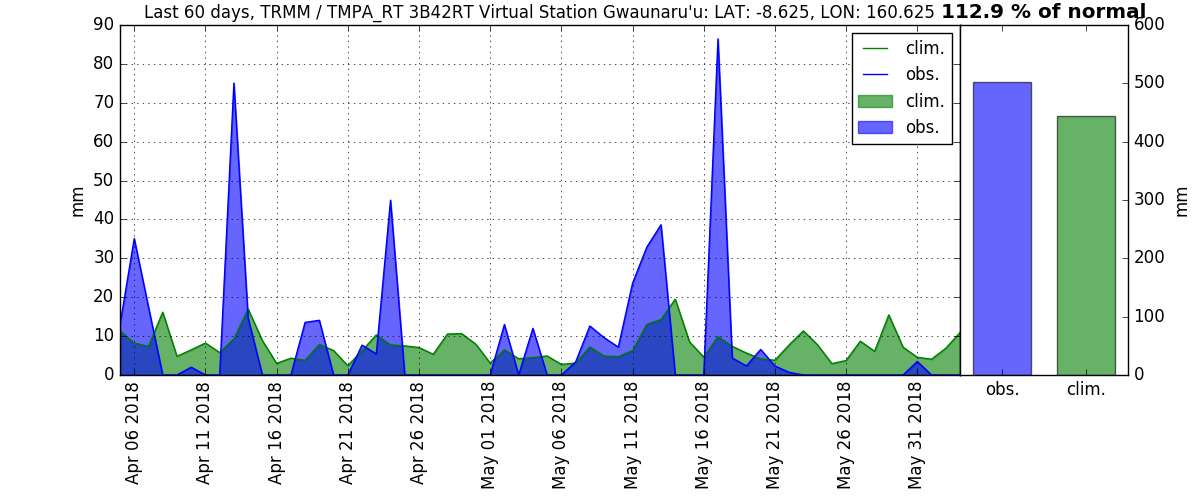 Last 60 days, TRMM / TMPA_RT 3B42RT Virtual Station Gwaunaru'u: LAT: -8.625, LON: 160.625 112.9 % of normal
90
80
70
60
50
40
30
20
10
0
mm
clim.
obs.
clim.
obs.
600
500
400
300
200
100
0
mm
obs.
clim.
Apr 06 2018
Apr 11 2018
Apr 16 2018
Apr 21 2018
Apr 26 2018
May 01 2018
May 06 2018
May 11 2018
May 16 2018
May 21 2018
May 26 2018
May 31 2018